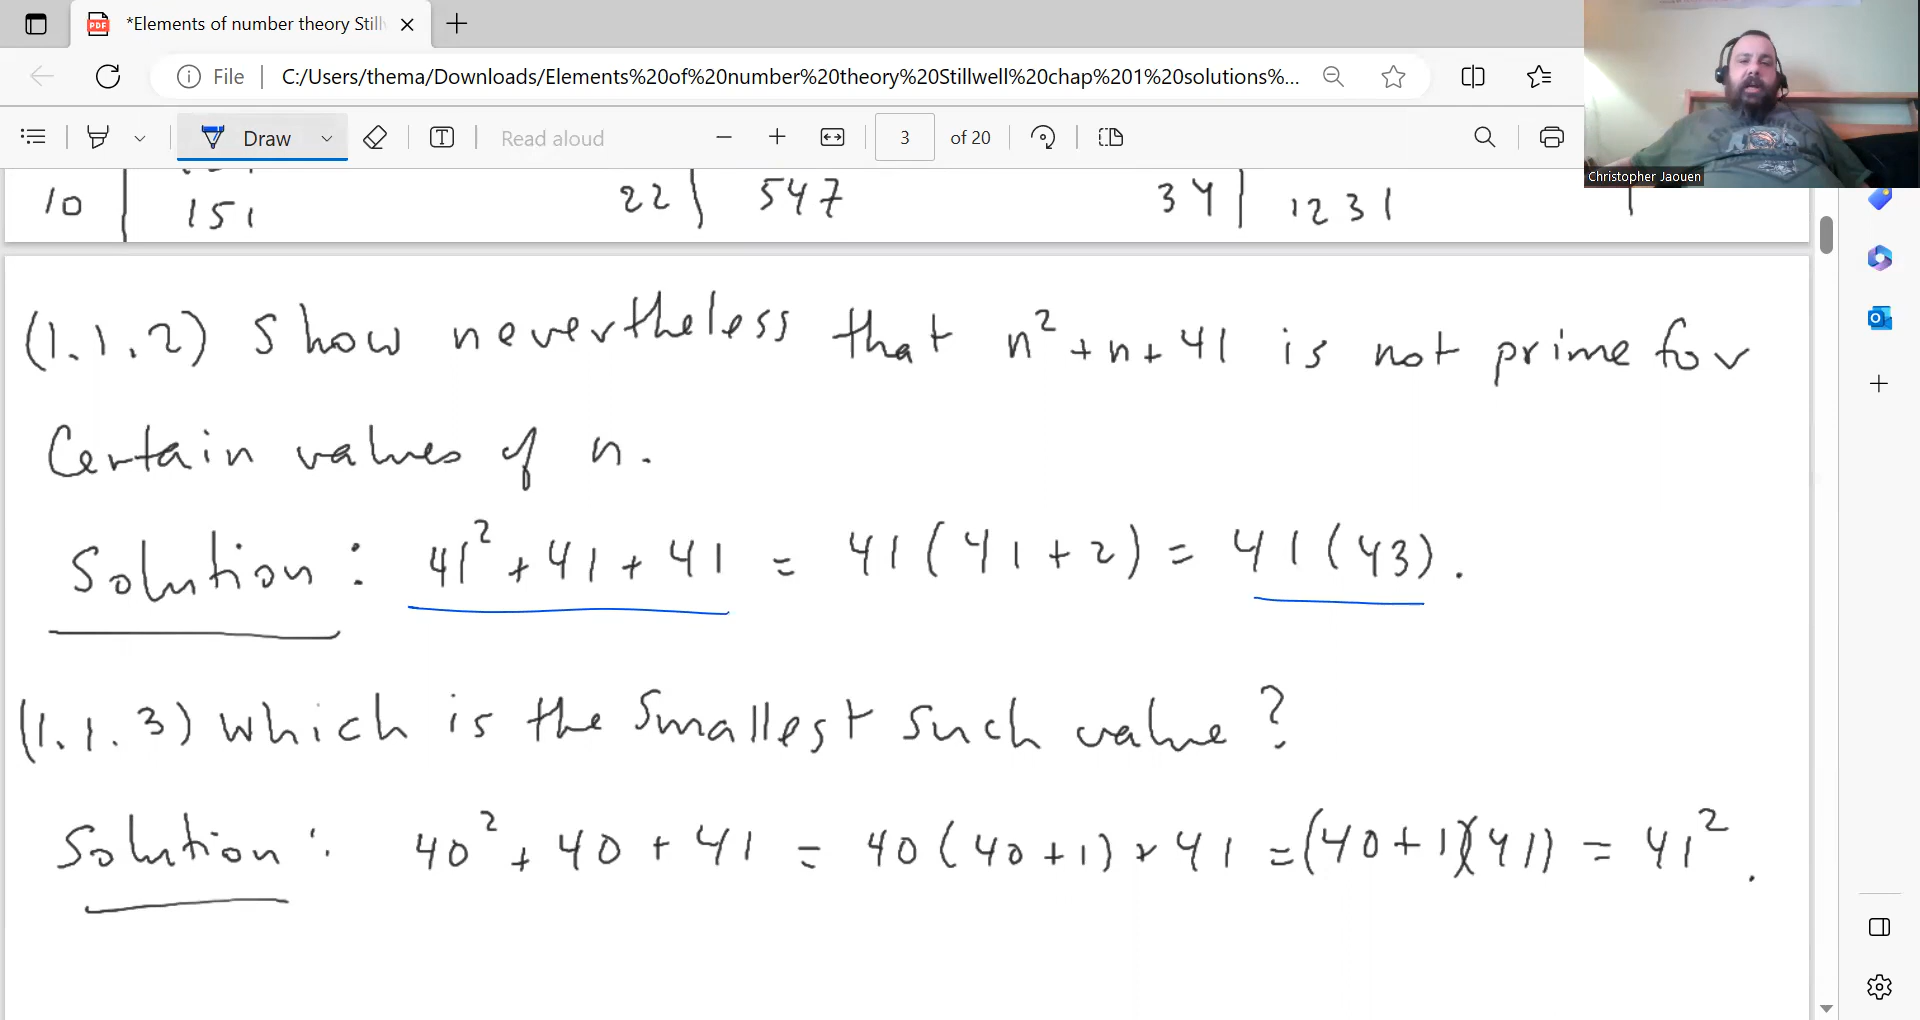 *Elements of number theory Still
File
C:/Users/thema/Downloads/Elements%20of%20number%20theory%20Stillwell%20chap%201%20solutions%...
Draw
Read aloud
3 of 20
Christopher Jaouen
10 | 151 22 | 547 34 | 1231
(1.1.2) Show nevertheless that n² + n + 41 is not prime for
Certain values of n.
Solution: 41² + 41 + 41 = 41(41+2) = 41(43).
(1.1.3) Which is the smallest such value?
Solution: 40² + 40 + 41 = 40(40+1) + 41 = (40+1)(41) = 41².